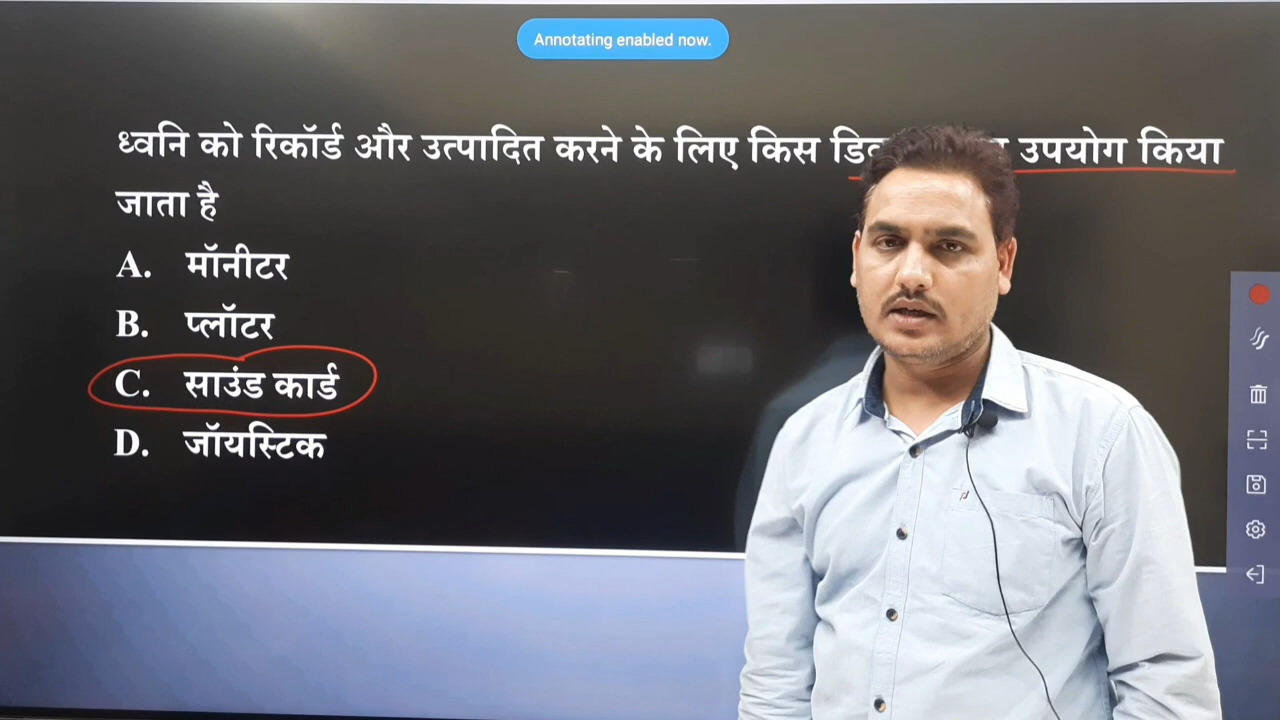 Annotating enabled now.
ध्वनि को रिकॉर्ड और उत्पादित करने के लिए किस उपयोग किया
जाता है
A. मॉनीटर
B. प्लॉटर
C. साउंड कार्ड
D. जॉयस्टिक